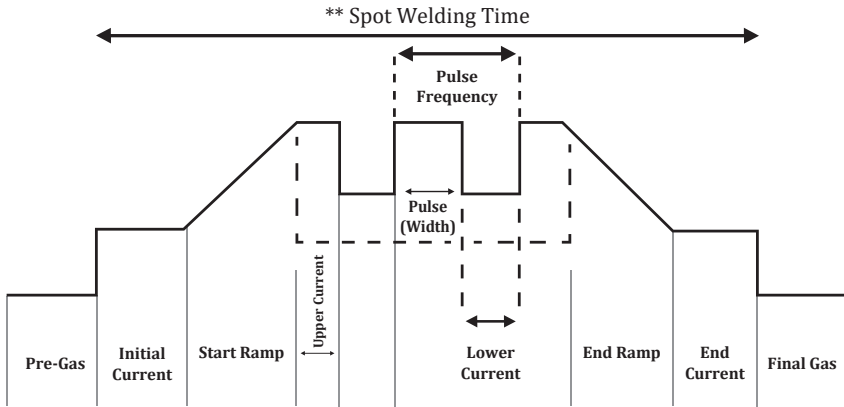 ** Spot Welding Time
Pulse
Frequency
Pulse
(Width)
Upper Current
Pre-Gas
Initial
Current
Start Ramp
Lower
Current
End Ramp
End
Current
Final Gas